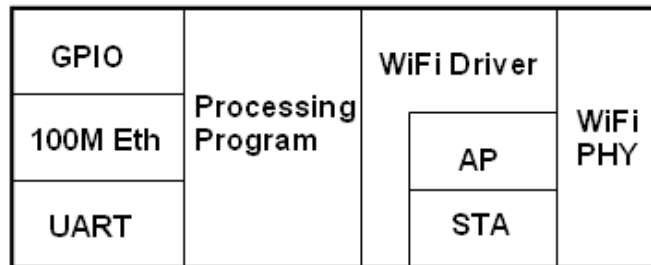 GPIO
100M Eth
UART
Processing
Program
WiFi Driver
AP
STA
WiFi
PHY